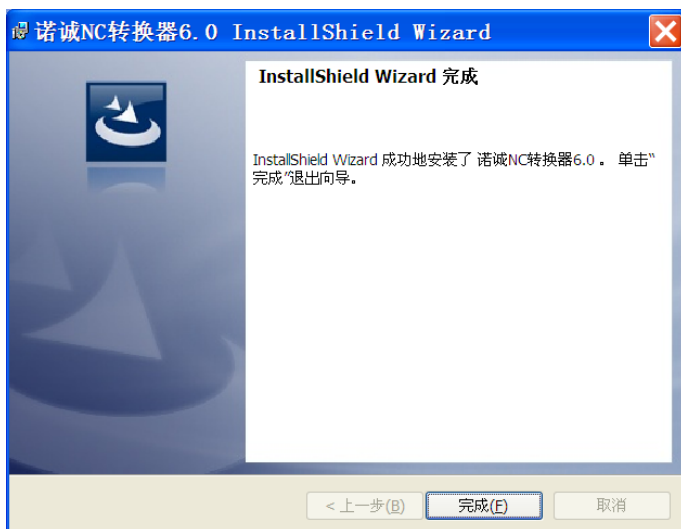 诺诚NC转换器6.0 InstallShield Wizard
InstallShield Wizard 完成
InstallShield Wizard 成功地安装了 诺诚NC转换器6.0 。 单击“
完成”退出向导。
< 上一步(B) 完成(F) 取消